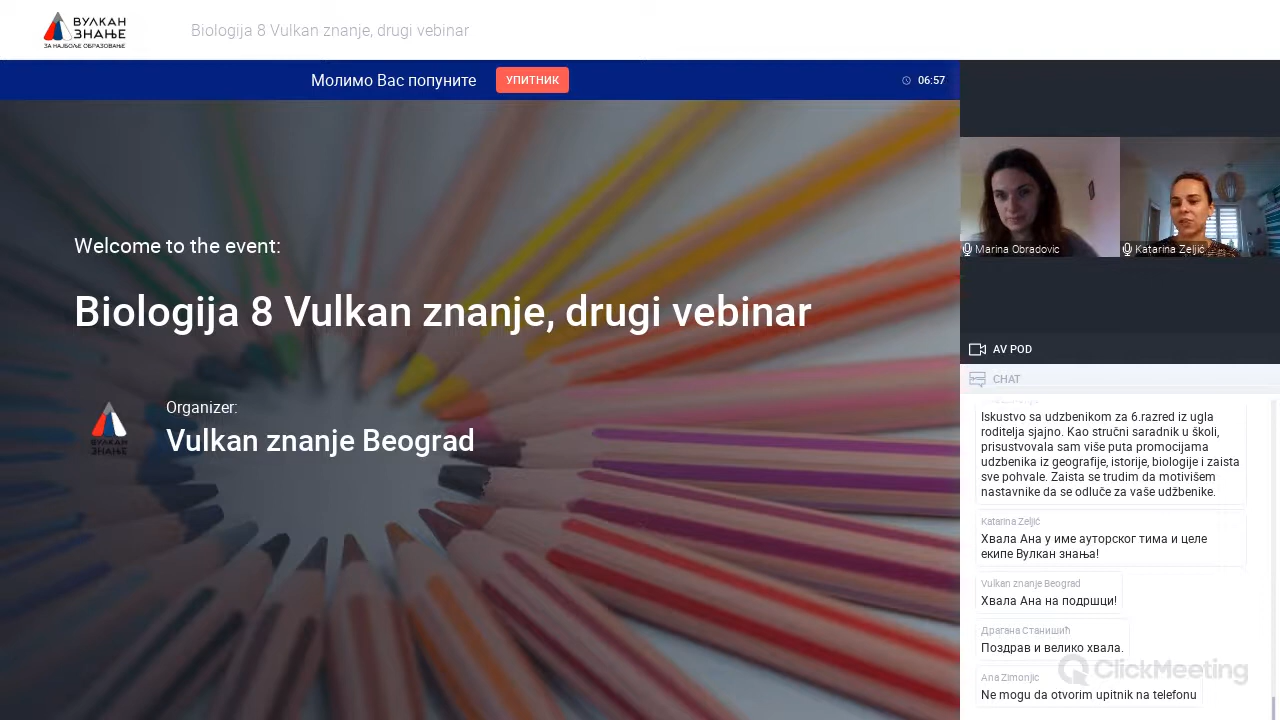 ВУЛКАН
ЗНАЊЕ
ЗА НАЈБОЉЕ ОБРАЗОВАЊЕ
Biologija 8 Vulkan znanje, drugi vebinar
Молимо Вас попуните
УПИТНИК
06:57
Welcome to the event:
Biologija 8 Vulkan znanje, drugi vebinar
ВУЛКАН
ЗНАЊЕ
Organizer:
Vulkan znanje Beograd
Marina Obradovic
Katarina Zeljić
AV POD
CHAT
Iskustvo sa udzbenikom za 6.razred iz ugla
roditelja sjajno. Kao stručni saradnik u školi,
prisustvovala sam više puta promocijama
udzbenika iz geografije, istorije, biologije i zaista
sve pohvale. Zaista se trudim da motivišem
nastavnike da se odluče za vaše udžbenike.
Katarina Zeljić
Хвала Ана у име ауторског тима и целе
екипе Вулкан знања!
Vulkan znanje Beograd
Хвала Ана на подршци!
Драгана Станишић
Поздрав и велико хвала.
ClickMeeting
Ana Zimonjić
Ne mogu da otvorim upitnik na telefonu